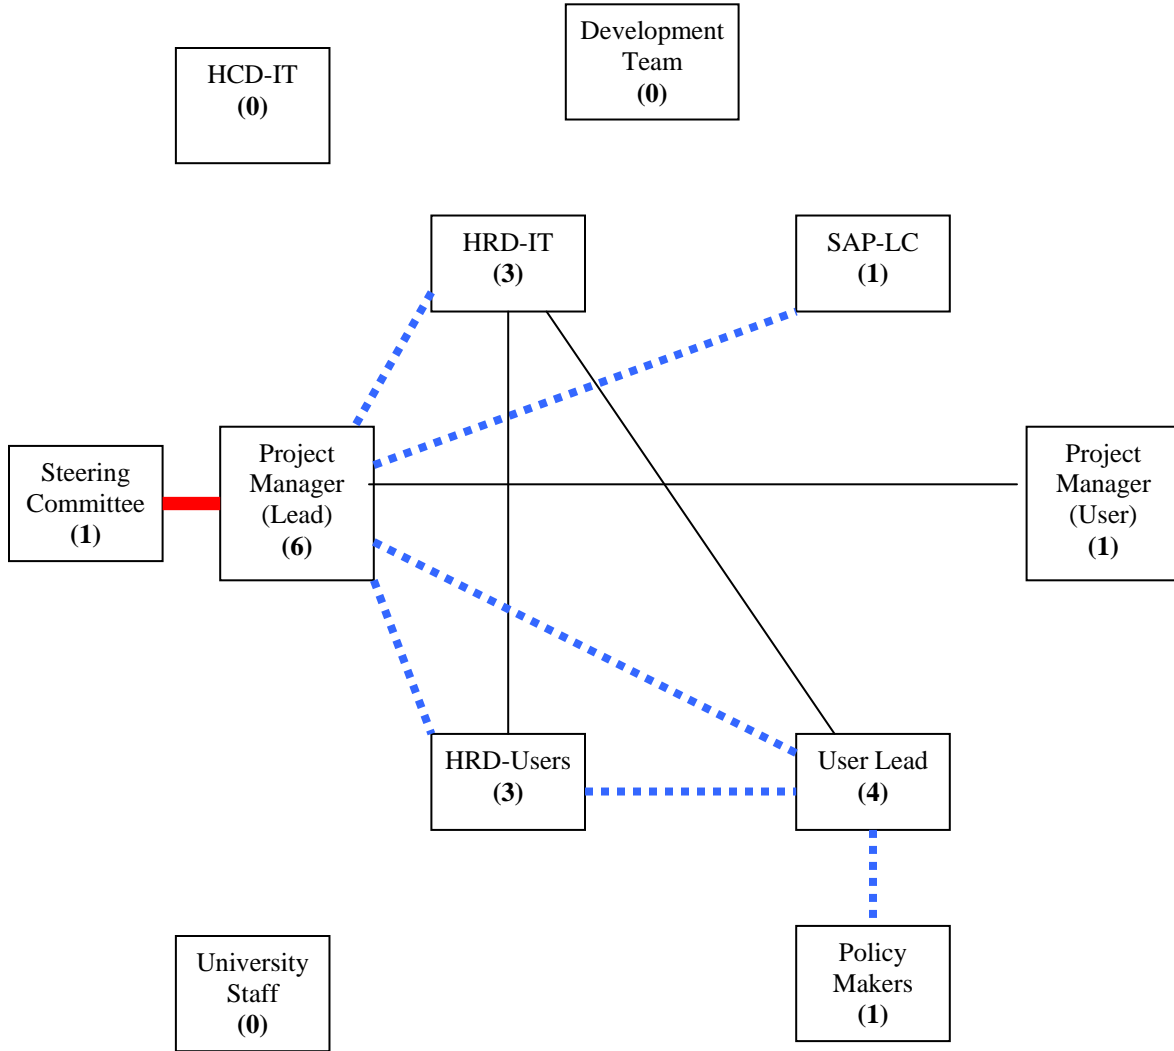 Development
Team
(0)
HCD-IT
(0)
HRD-IT
(3)
SAP-LC
(1)
Steering
Committee
(1)
Project
Manager
(Lead)
(6)
Project
Manager
(User)
(1)
HRD-Users
(3)
User Lead
(4)
University
Staff
(0)
Policy
Makers
(1)